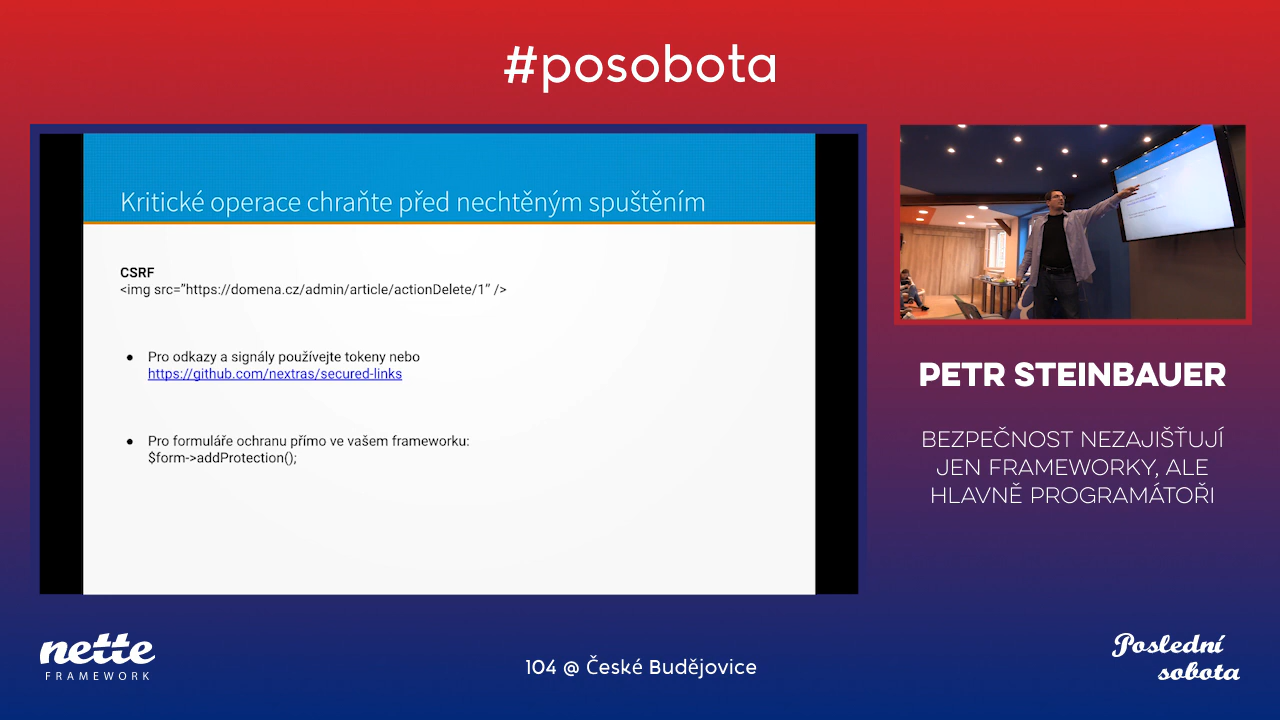 #posobota
Kritické operace chraňte před nechtěným spuštěním
CSRF
<img src=”https://domena.cz/admin/article/actionDelete/1” />
● Pro odkazy a signály používejte tokeny nebo
https://github.com/nextras/secured-links
● Pro formuláře ochranu přímo ve vašem frameworku:
$form->addProtection();
PETR STEINBAUER
BEZPEČNOST NEZAJIŠŤUJÍ
JEN FRAMEWORKY, ALE
HLAVNĚ PROGRAMÁTOŘI
nette
FRAMEWORK
104 @ České Budějovice
Poslední
sobota